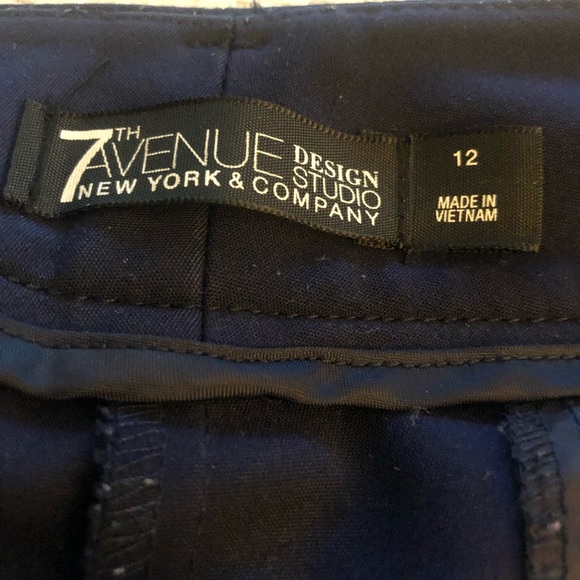 7TH AVENUE DESIGN STUDIO
NEW YORK & COMPANY
12
MADE IN
VIETNAM